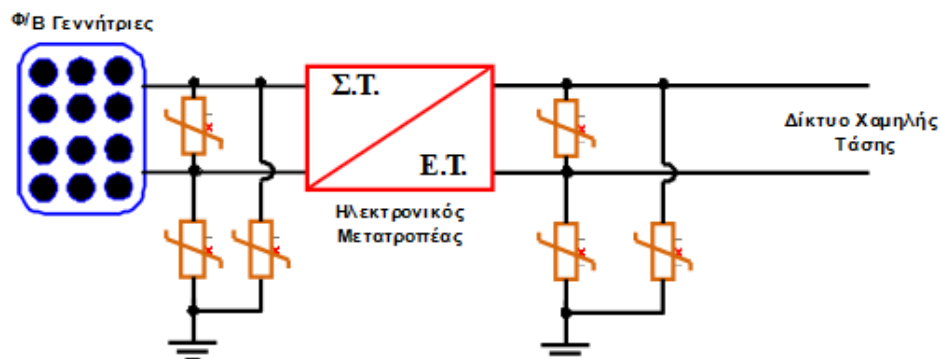 Φ/Β Γεννήτριες
Σ.Τ.
Ε.Τ.
Ηλεκτρονικός
Μετατροπέας
Δίκτυο Χαμηλής
Τάσης